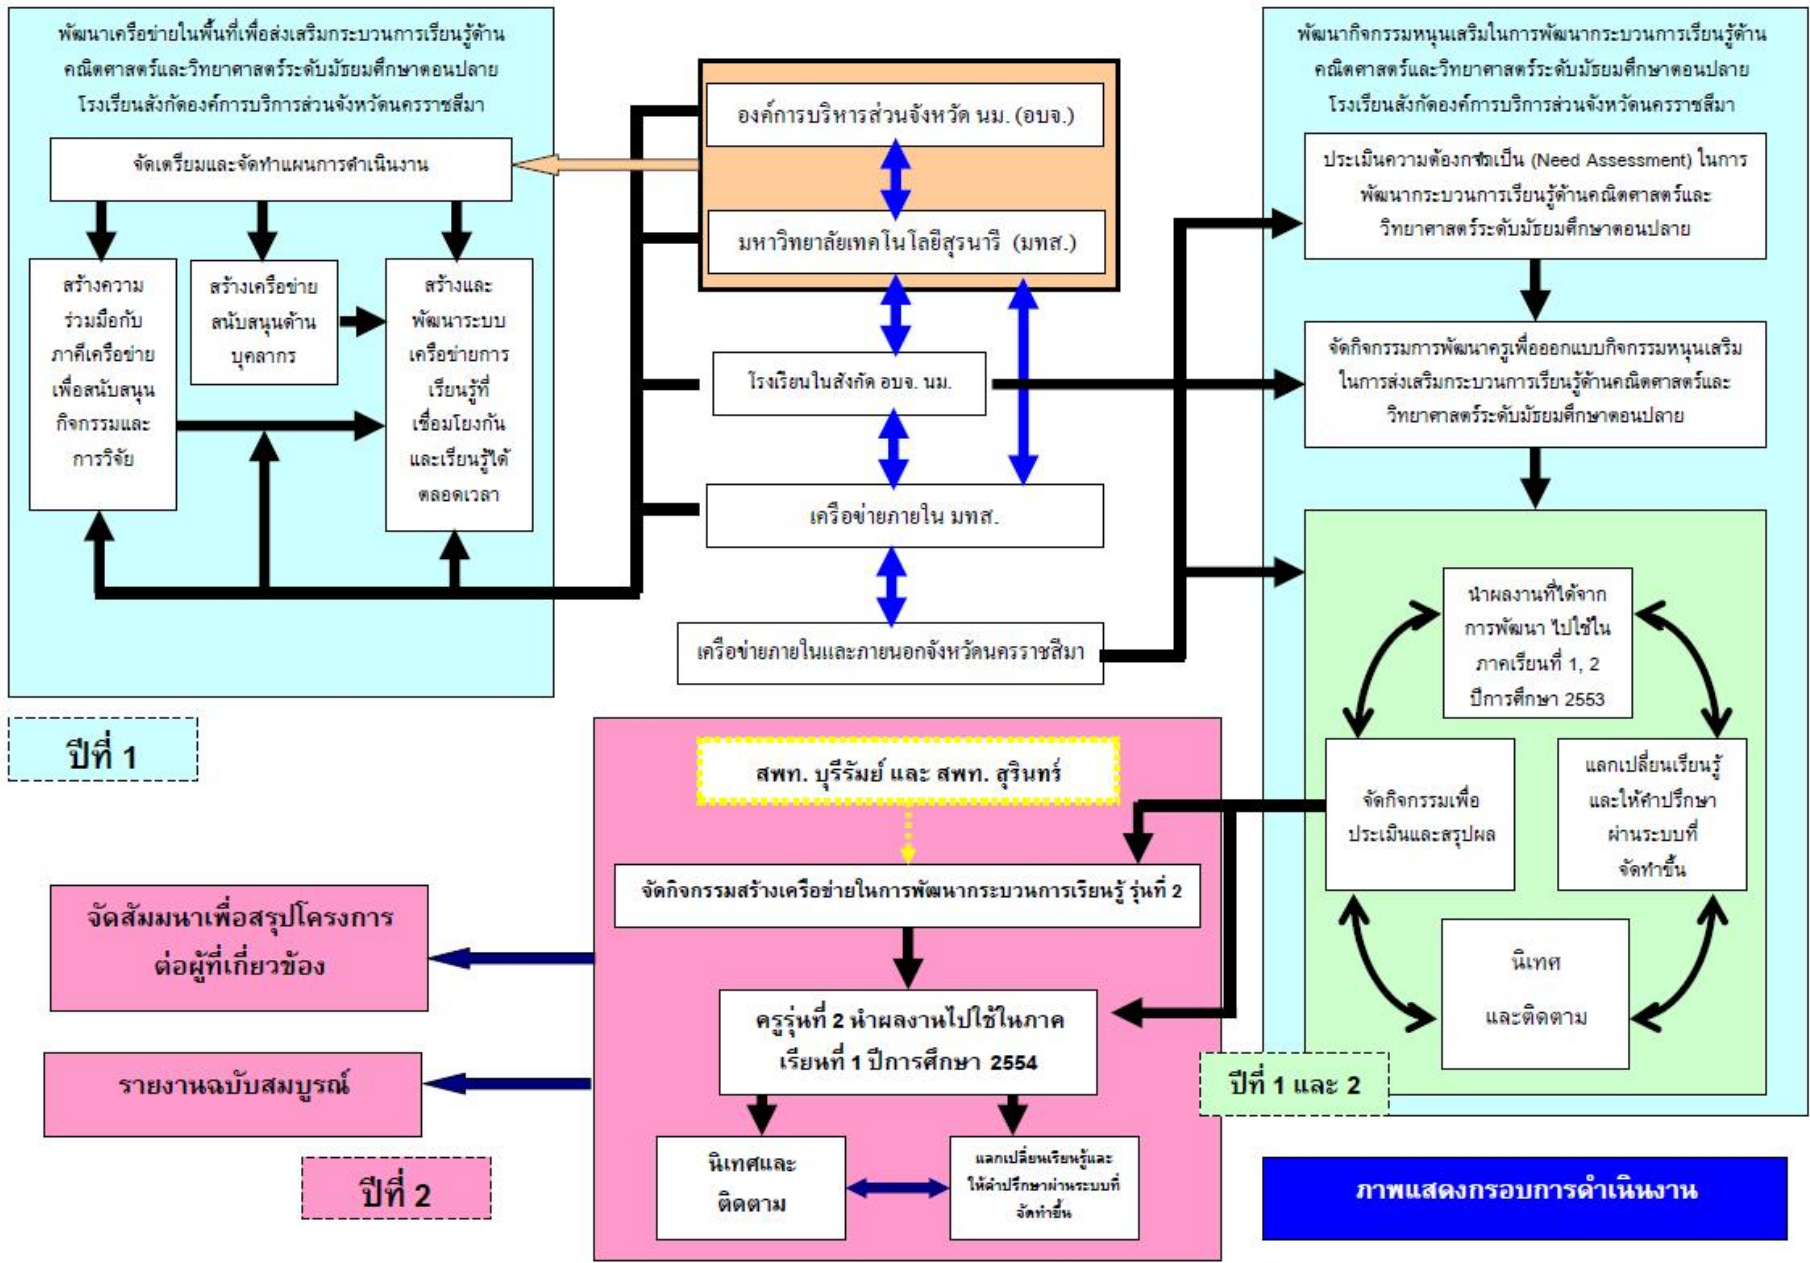 พัฒนาเครือข่ายในพื้นที่เพื่อส่งเสริมกระบวนการเรียนรู้ด้าน
คณิตศาสตร์และวิทยาศาสตร์ระดับมัธยมศึกษาตอนปลาย
โรงเรียนสังกัดองค์การบริการส่วนจังหวัดนครราชสีมา
จัดเตรียมและจัดทำแผนการดำเนินงาน
สร้างความ
ร่วมมือกับ
ภาคีเครือข่าย
เพื่อสนับสนุน
กิจกรรมและ
การวิจัย
สร้างเครือข่าย
สนับสนุนด้าน
บุคลากร
สร้างและ
พัฒนาระบบ
เครือข่ายการ
เรียนรู้ที่
เชื่อมโยงกัน
และเรียนรู้ได้
ตลอดเวลา
ปีที่ 1
องค์การบริหารส่วนจังหวัด นม. (อบจ.)
มหาวิทยาลัยเทคโนโลยีสุรนารี (มทส.)
โรงเรียนในสังกัด อบจ. นม.
เครือข่ายภายใน มทส.
เครือข่ายภายในและภายนอกจังหวัดนครราชสีมา
พัฒนากิจกรรมหนุนเสริมในการพัฒนากระบวนการเรียนรู้ด้าน
คณิตศาสตร์และวิทยาศาสตร์ระดับมัธยมศึกษาตอนปลาย
โรงเรียนสังกัดองค์การบริการส่วนจังหวัดนครราชสีมา
(Need Assessment) ในการ
พัฒนากระบวนการเรียนรู้ด้านคณิตศาสตร์และ
วิทยาศาสตร์ระดับมัธยมศึกษาตอนปลาย
จัดกิจกรรมการพัฒนาครูเพื่อออกแบบกิจกรรมหนุนเสริม
ในการส่งเสริมกระบวนการเรียนรู้ด้านคณิตศาสตร์และ
วิทยาศาสตร์ระดับมัธยมศึกษาตอนปลาย
นำผลงานที่ได้จาก
การพัฒนา ไปใช้ใน
ภาคเรียนที่ 1, 2
ปีการศึกษา 2553
จัดกิจกรรมเพื่อ
ประเมินและสรุปผล
แลกเปลี่ยนเรียนรู้
และให้คำปรึกษา
ผ่านระบบที่
จัดทำขึ้น
นิเทศ
และติดตาม
ปีที่ 1 และ 2
สพท. บุรีรัมย์ และ สพท. สุรินทร์
จัดกิจกรรมสร้างเครือข่ายในการพัฒนากระบวนการเรียนรู้ รุ่นที่ 2
ครูรุ่นที่ 2 นำผลงานไปใช้ในภาค
เรียนที่ 1 ปีการศึกษา 2554
นิเทศและ
ติดตาม
แลกเปลี่ยนเรียนรู้และ
ให้คำปรึกษาผ่านระบบที่
จัดทำขึ้น
จัดสัมมนาเพื่อสรุปโครงการ
ต่อผู้ที่เกี่ยวข้อง
รายงานฉบับสมบูรณ์
ปีที่ 2
ภาพแสดงกรอบการดำเนินงาน